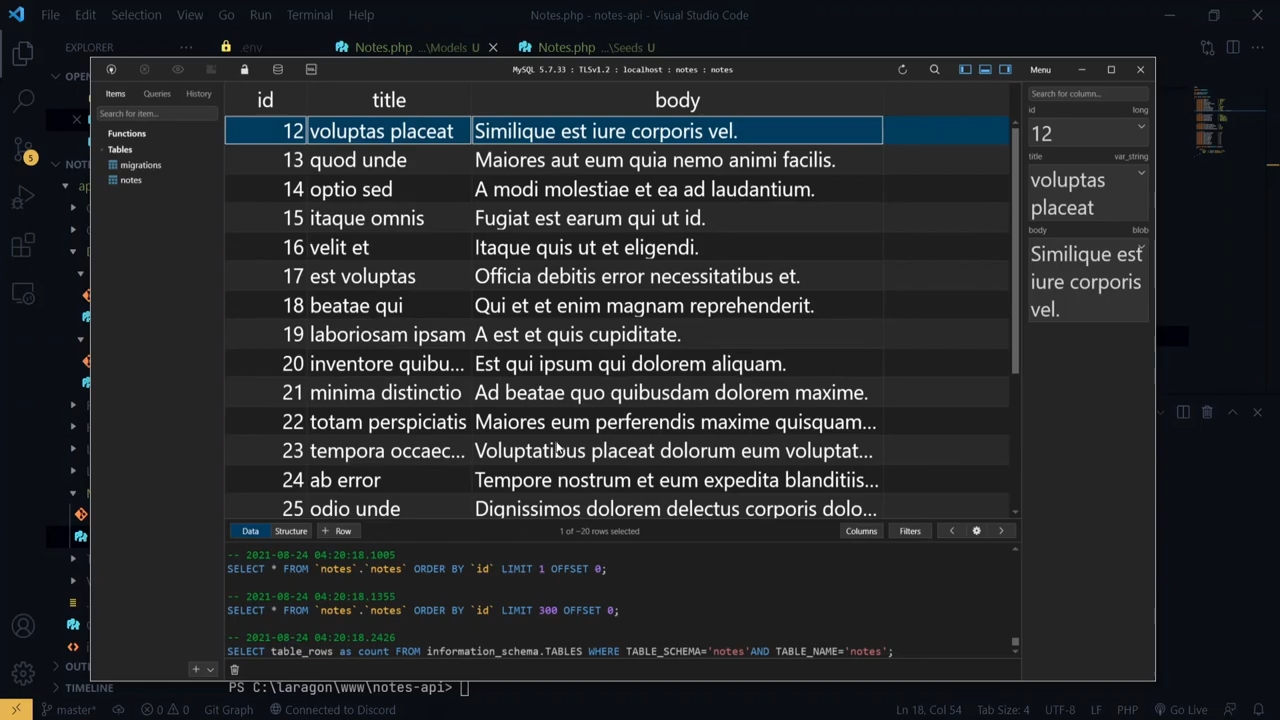 File Edit Selection View Go Run Terminal Help
Notes.php - notes-api - Visual Studio Code
EXPLORER
.env
Notes.php ...\Models U
Notes.php ...\Seeds U
MySQL 5.7.33 : TLSv1.2 : localhost : notes : notes
Menu
Items Queries History
Search for item...
Functions
Tables
migrations
notes
id title body
12 voluptas placeat Similique est iure corporis vel.
13 quod unde Maiores aut eum quia nemo animi facilis.
14 optio sed A modi molestiae et ea ad laudantium.
15 itaque omnis Fugiat est earum qui ut id.
16 velit et Itaque quis ut et eligendi.
17 est voluptas Officia debitis error necessitatibus et.
18 beatae qui Qui et et enim magnam reprehenderit.
19 laboriosam ipsam A est et quis cupiditate.
20 inventore quibu... Est qui ipsum qui dolorem aliquam.
21 minima distinctio Ad beatae quo quibusdam dolorem maxime.
22 totam perspiciatis Maiores eum perferendis maxime quisquam...
23 tempora occaec... Voluptatibus placeat dolorum eum voluptat...
24 ab error Tempore nostrum et eum expedita blanditiis...
25 odio unde Dignissimos dolorem delectus corporis dolo...
Search for column...
id long
12
title var_string
voluptas
placeat
body blob
Similique est
iure corporis
vel.
Data Structure + Row
1 of ~20 rows selected
Columns Filters
-- 2021-08-24 04:20:18.1005
SELECT * FROM `notes`.`notes` ORDER BY `id` LIMIT 1 OFFSET 0;
-- 2021-08-24 04:20:18.1355
SELECT * FROM `notes`.`notes` ORDER BY `id` LIMIT 300 OFFSET 0;
-- 2021-08-24 04:20:18.2426
SELECT table_rows as count FROM information_schema.TABLES WHERE TABLE_SCHEMA='notes'AND TABLE_NAME='notes';
5
TIMELINE
PS C:\laragon\www\notes-api>
master* 0 0 Git Graph Connected to Discord
Ln 18, Col 54 Tab Size: 4 UTF-8 LF PHP Go Live